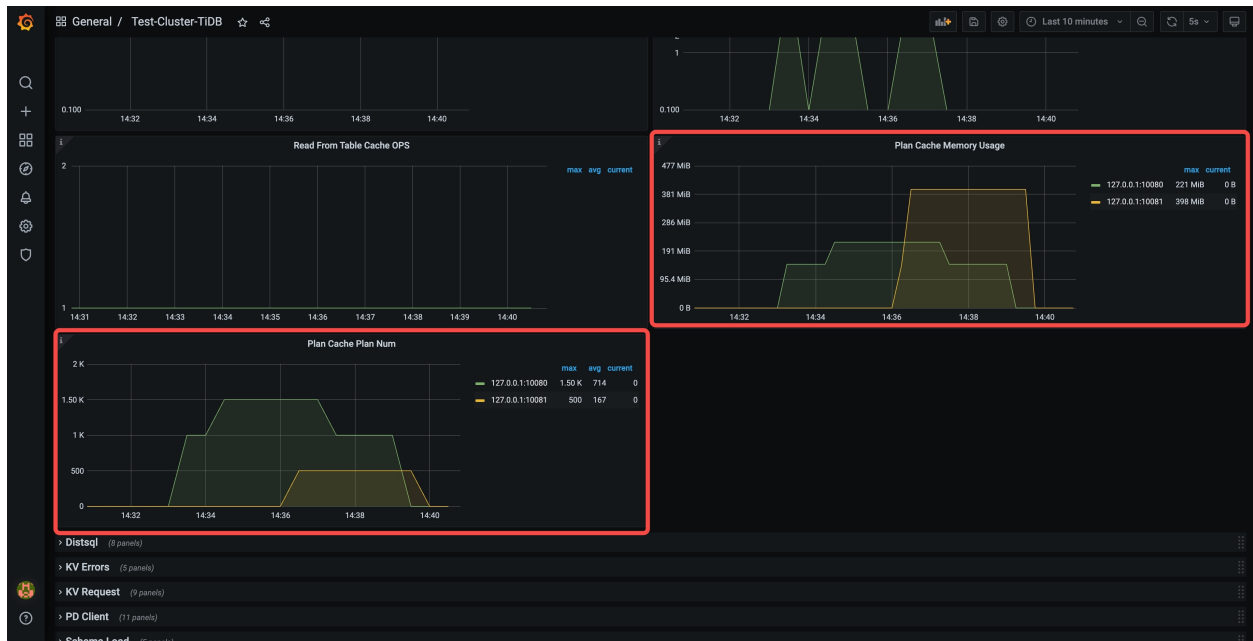 General / Test-Cluster-TiDB
Last 10 minutes
5s
0.100
14:32 14:34 14:36 14:38 14:40
1
0.100
14:32 14:34 14:36 14:38 14:40
Read From Table Cache OPS
max avg current
2
1
14:31 14:32 14:33 14:34 14:35 14:36 14:37 14:38 14:39 14:40
Plan Cache Memory Usage
max current
477 MiB
127.0.0.1:10080 221 MiB 0 B
381 MiB
127.0.0.1:10081 398 MiB 0 B
286 MiB
191 MiB
95.4 MiB
0 B
14:32 14:34 14:36 14:38 14:40
Plan Cache Plan Num
max avg current
2 K
127.0.0.1:10080 1.50 K 714 0
1.50 K
127.0.0.1:10081 500 167 0
1 K
500
0
14:32 14:34 14:36 14:38 14:40
Distsql (8 panels)
KV Errors (5 panels)
KV Request (9 panels)
PD Client (11 panels)
Schema Load